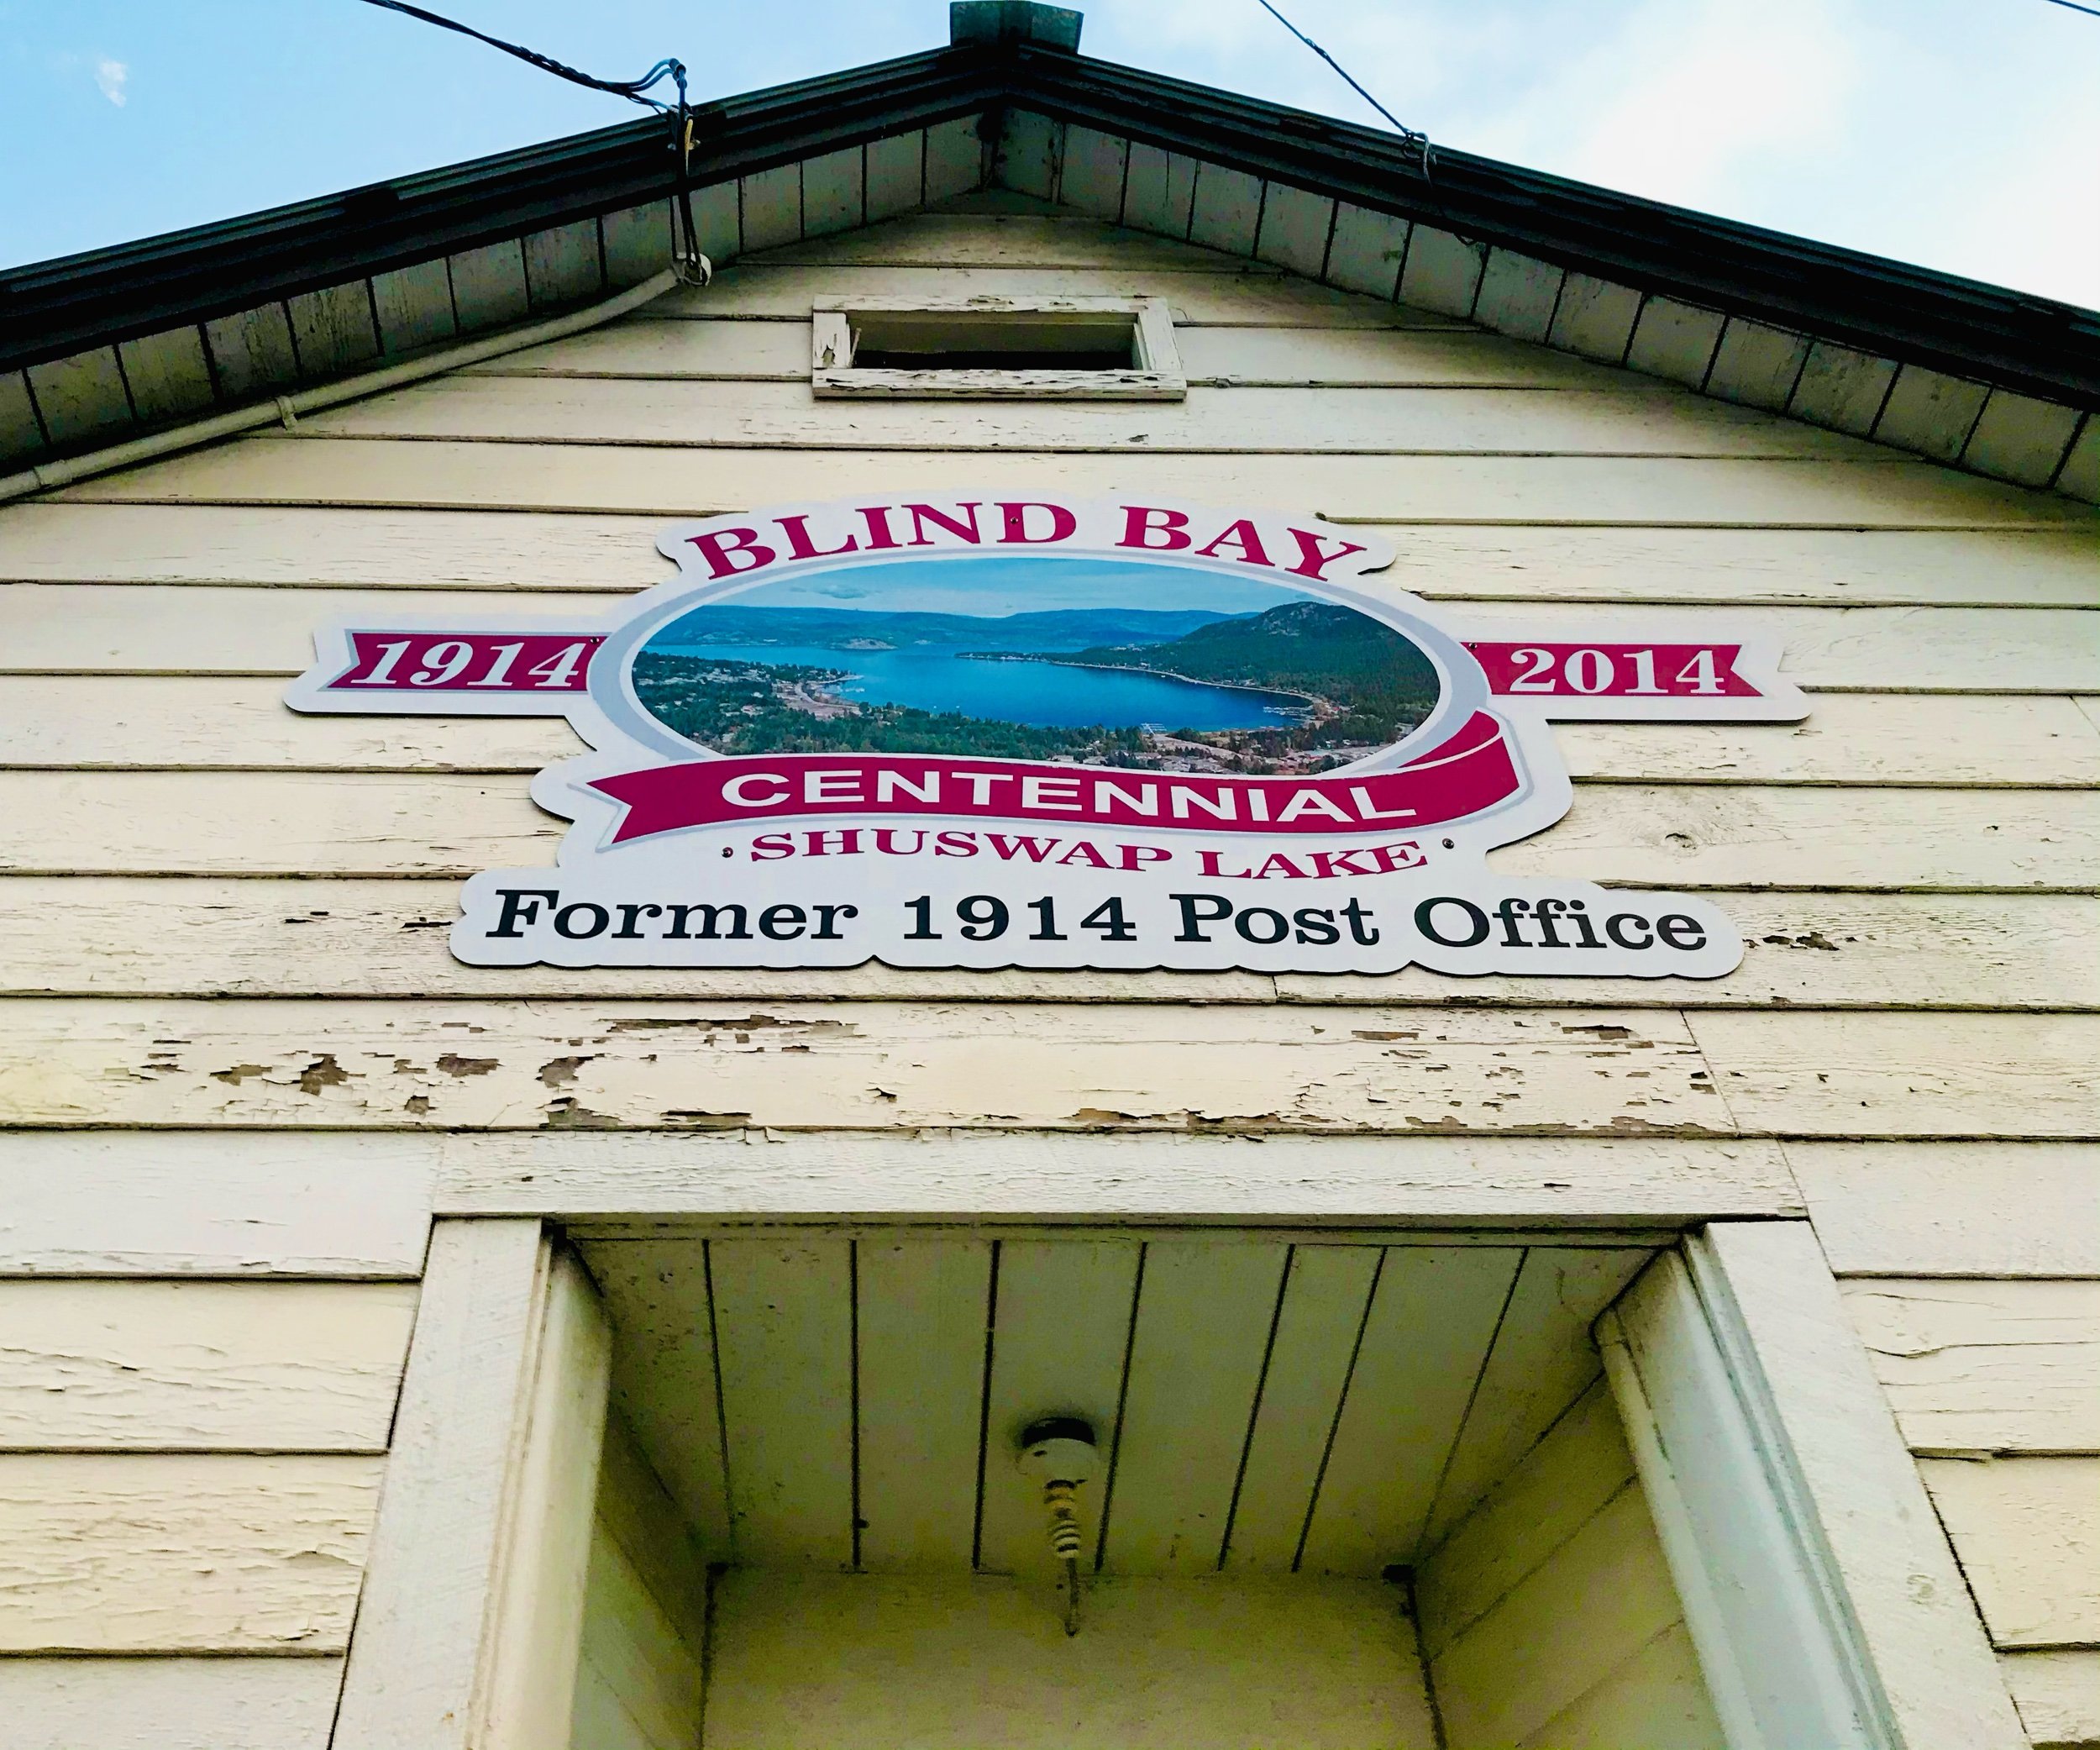 BLIND BAY
1914
2014
CENTENNIAL
SHUSWAP LAKE
Former 1914 Post Office